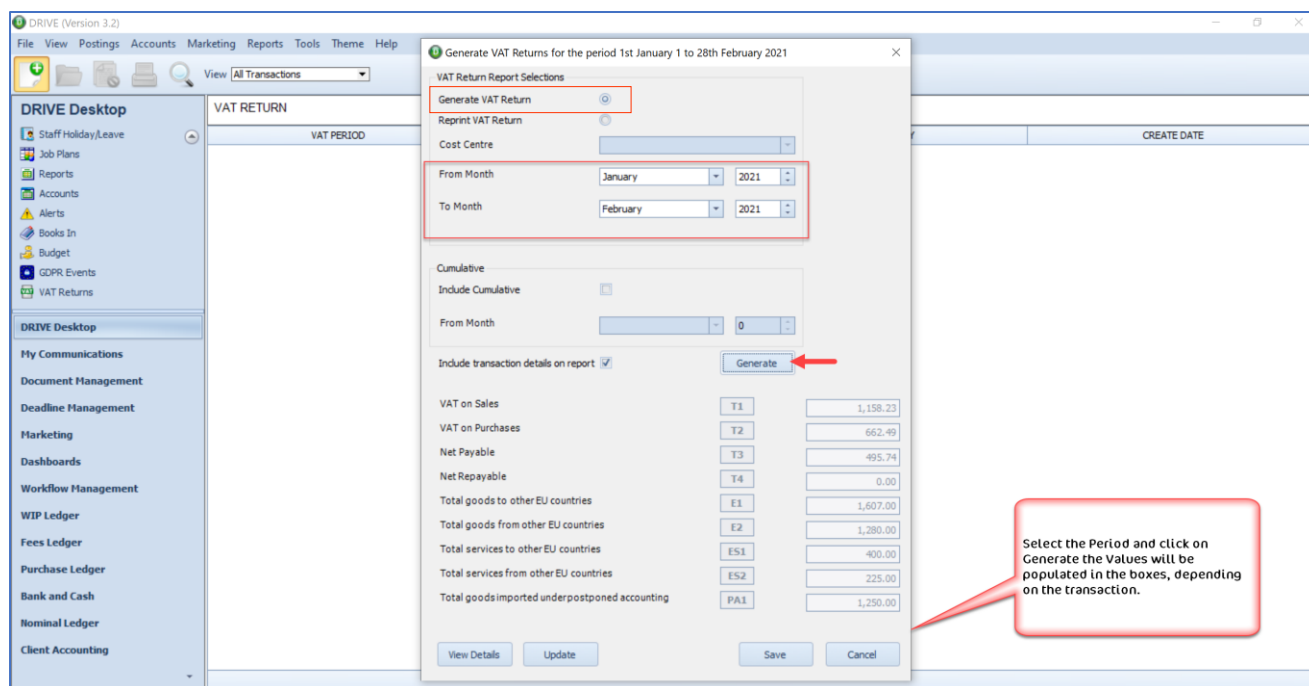 DRIVE (Version 3.2)
File View Postings Accounts Marketing Reports Tools Theme Help
View All Transactions
DRIVE Desktop
Staff Holiday/Leave
Job Plans
Reports
Accounts
Alerts
Books In
Budget
GDPR Events
VAT Returns
DRIVE Desktop
My Communications
Document Management
Deadline Management
Marketing
Dashboards
Workflow Management
WIP Ledger
Fees Ledger
Purchase Ledger
Bank and Cash
Nominal Ledger
Client Accounting
VAT RETURN
VAT PERIOD
CREATE DATE
Generate VAT Returns for the period 1st January 1 to 28th February 2021
VAT Return Report Selections
Generate VAT Return
Reprint VAT Return
Cost Centre
From Month January 2021
To Month February 2021
Cumulative
Include Cumulative
From Month 0
Include transaction details on report Generate
VAT on Sales T1 1,158.23
VAT on Purchases T2 662.49
Net Payable T3 495.74
Net Repayable T4 0.00
Total goods to other EU countries E1 1,607.00
Total goods from other EU countries E2 1,280.00
Total services to other EU countries ES1 400.00
Total services from other EU countries ES2 225.00
Total goods imported underpostponed accounting PA1 1,250.00
View Details Update Save Cancel
Select the Period and click on
Generate the Values will be
populated in the boxes, depending
on the transaction.